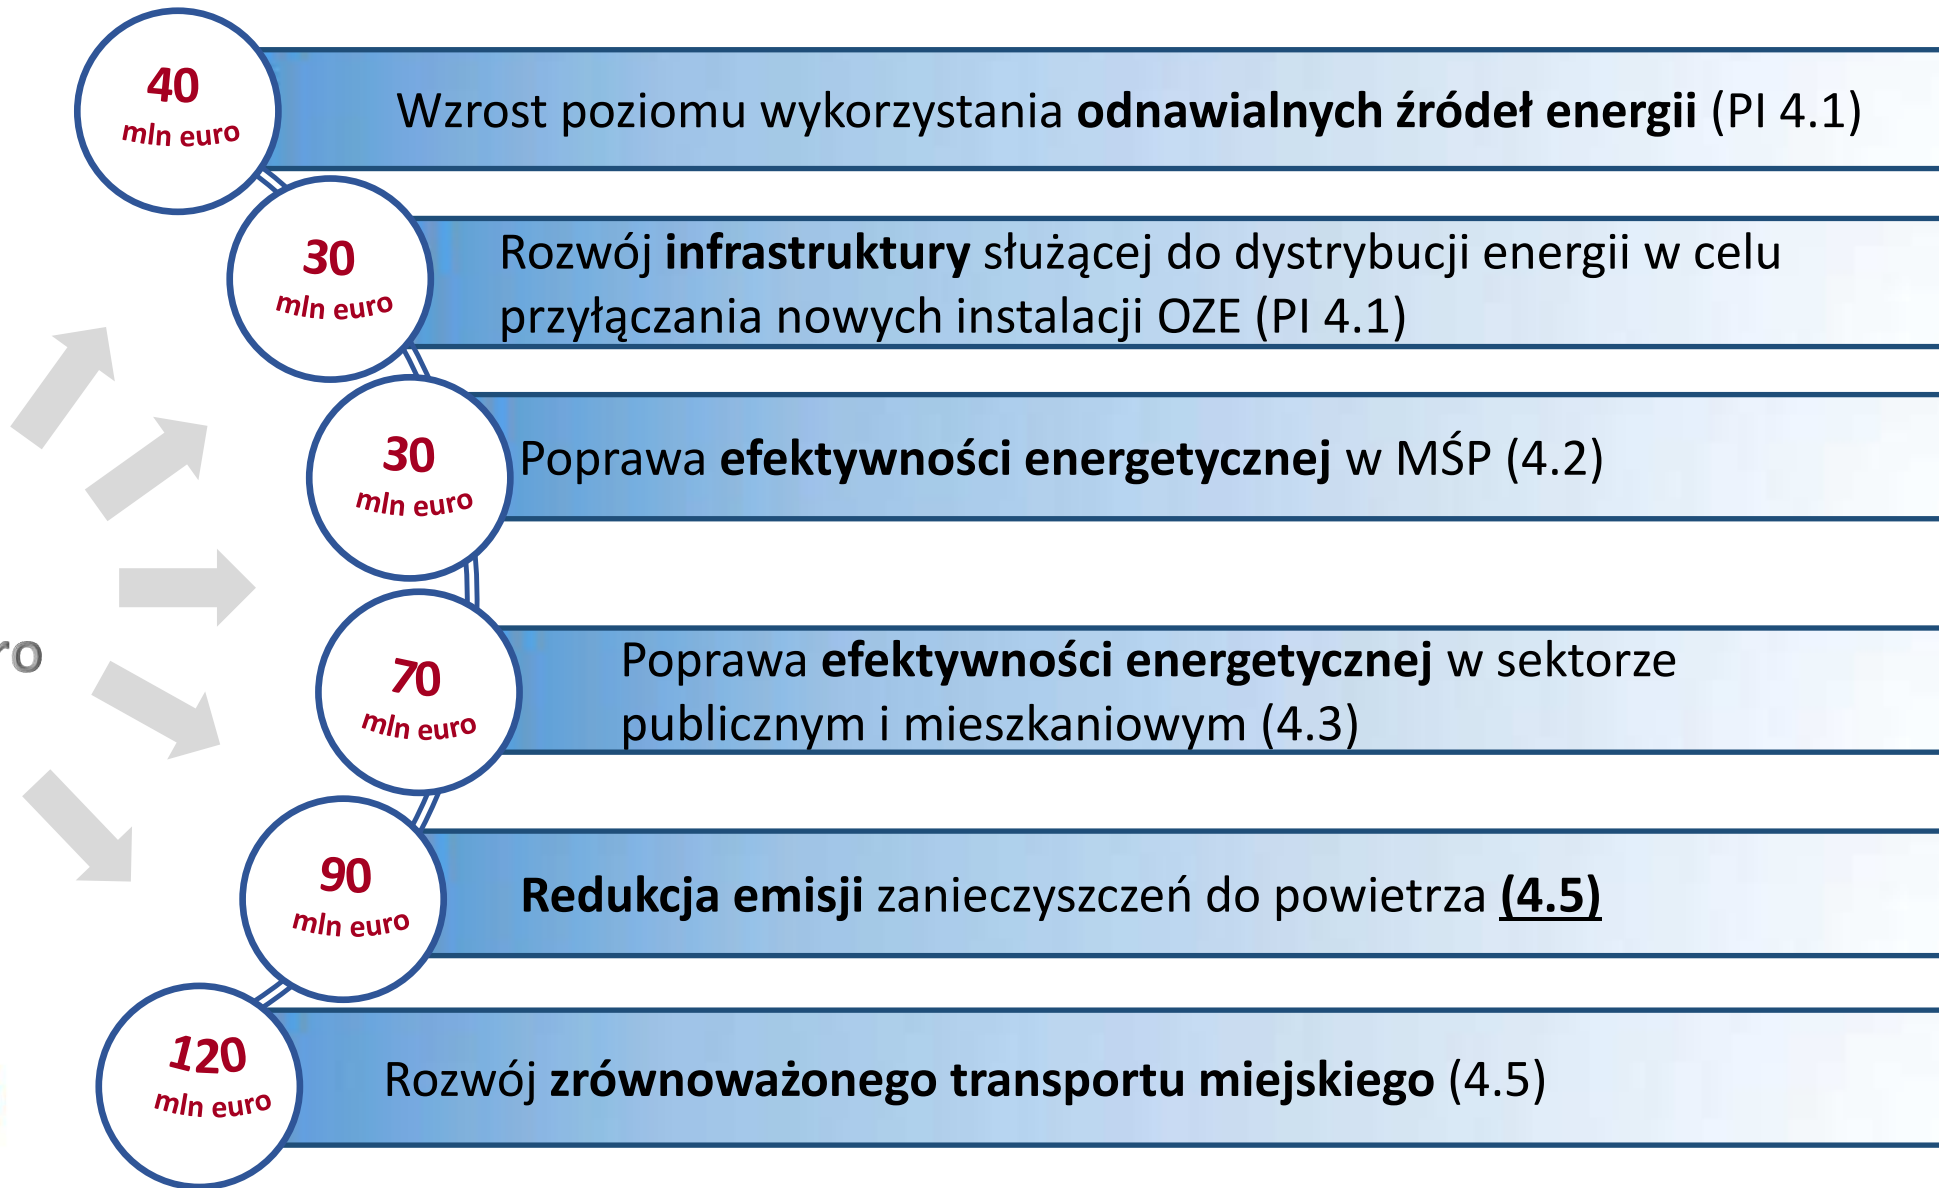 40
mln euro
Wzrost poziomu wykorzystania odnawialnych źródeł energii (PI 4.1)
30
mln euro
Rozwój infrastruktury służącej do dystrybucji energii w celu
przyłączania nowych instalacji OZE (PI 4.1)
30
mln euro
Poprawa efektywności energetycznej w MŚP (4.2)
70
mln euro
Poprawa efektywności energetycznej w sektorze
publicznym i mieszkaniowym (4.3)
90
mln euro
Redukcja emisji zanieczyszczeń do powietrza (4.5)
120
mln euro
Rozwój zrównoważonego transportu miejskiego (4.5)